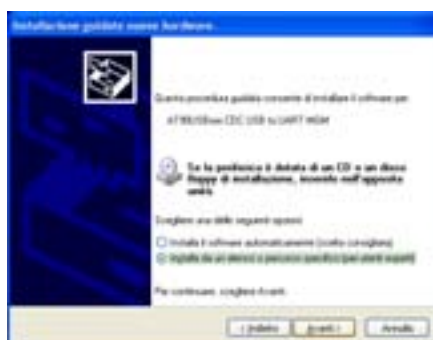 Installazione guidata nuovo hardware
Questa procedura guidata consente di installare il software per:
AT90USBxxx CDC USB to UART MGM
Se la periferica è dotata di un CD o un disco
floppy di installazione, inserirlo nell'apposita
unità.
Scegliere una delle seguenti opzioni:
Installa il software automaticamente (scelta consigliata)
Installa da un elenco o percorso specifico (per utenti esperti)
Per continuare, scegliere Avanti.
< Indietro
Avanti >
Annulla